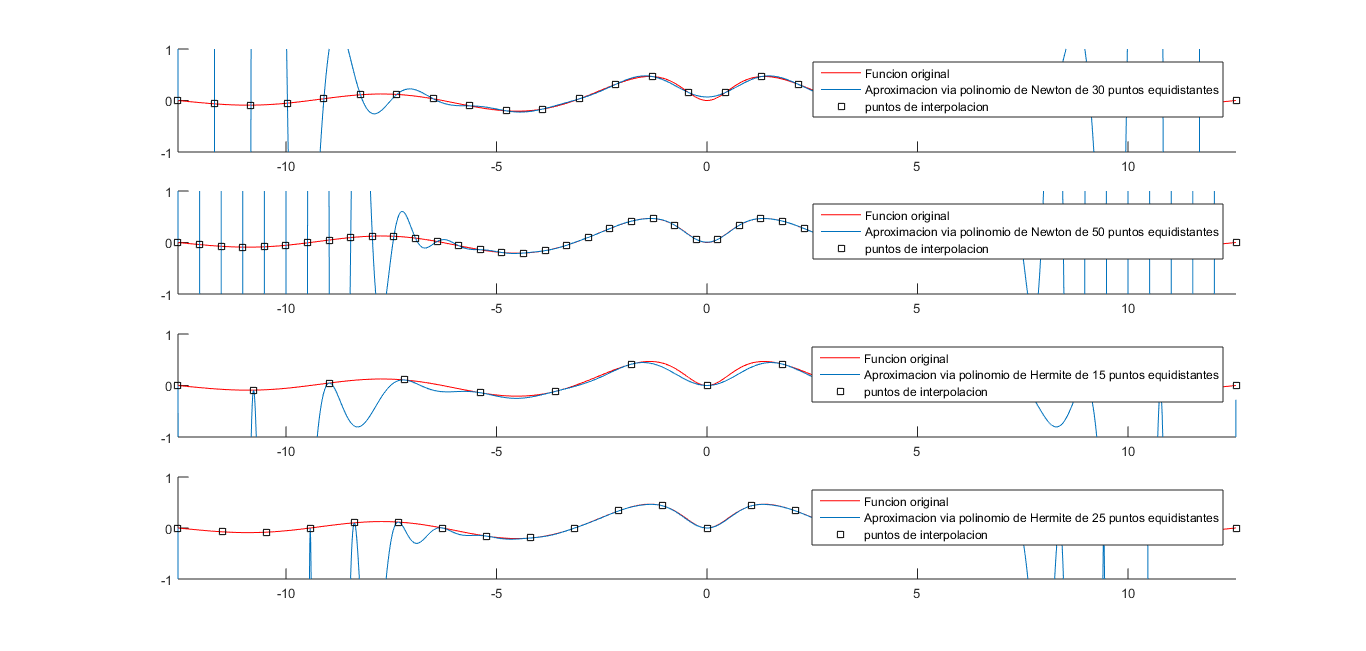 1
Funcion original
Aproximacion via polinomio de Newton de 30 puntos equidistantes
0
puntos de interpolacion
-1
-10
-5
0
5
10
1
Funcion original
Aproximacion via polinomio de Newton de 50 puntos equidistantes
0
puntos de interpolacion
-1
-10
-5
0
5
10
1
Funcion original
Aproximacion via polinomio de Hermite de 15 puntos equidistantes
0
puntos de interpolacion
-1
-10
-5
0
5
10
1
Funcion original
Aproximacion via polinomio de Hermite de 25 puntos equidistantes
0
puntos de interpolacion
-1
-10
-5
0
5
10